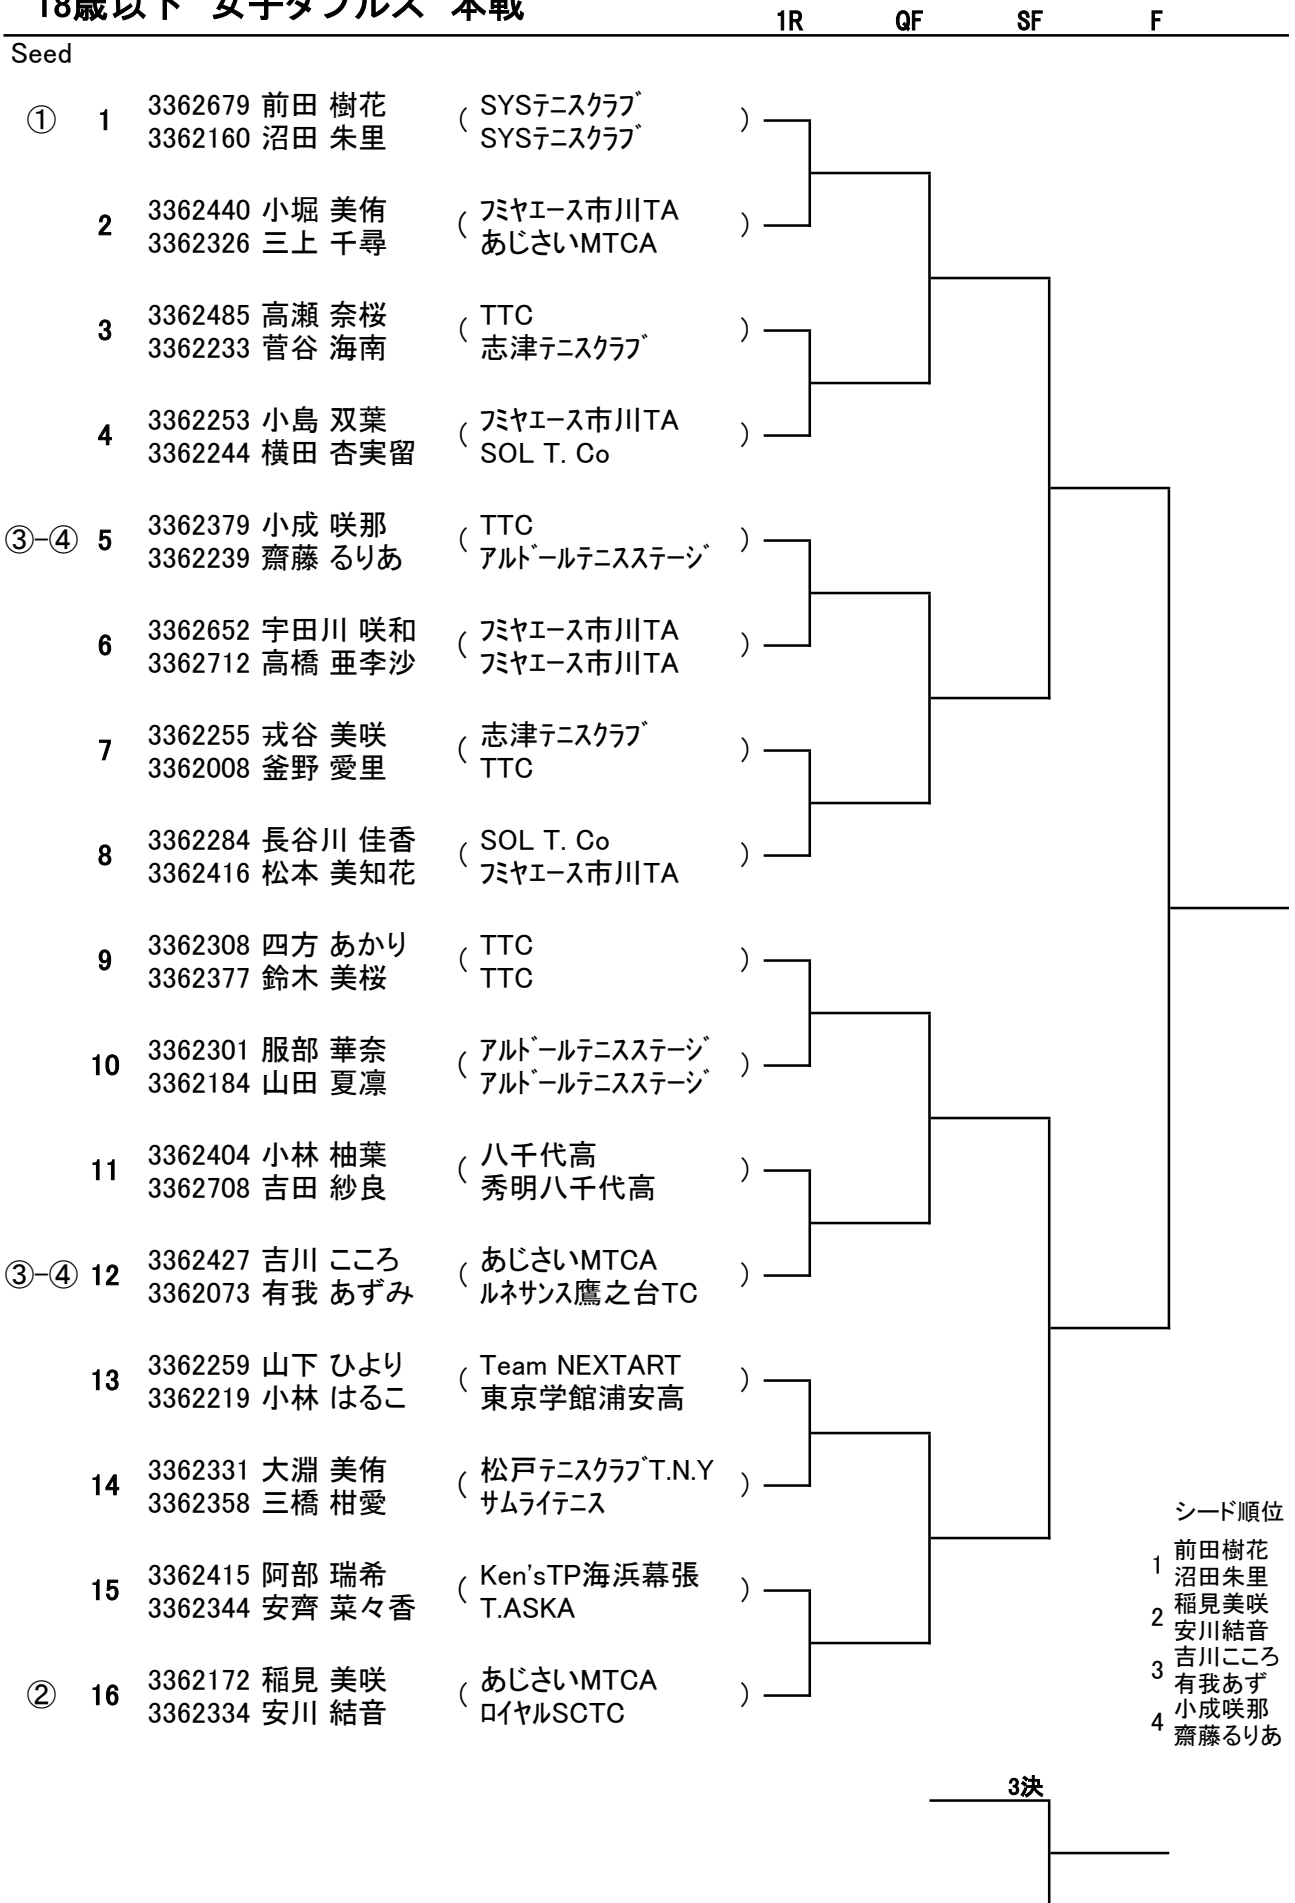 18歳以下 女子ダブルス 本戦
1R QF SF F
Seed
① 1 3362679 前田 樹花 ( SYSテニスクラブ )
3362160 沼田 朱里 SYSテニスクラブ
2 3362440 小堀 美侑 ( フミヤエース市川TA )
3362326 三上 千尋 あじさいMTCA
3 3362485 高瀬 奈桜 ( TTC )
3362233 菅谷 海南 志津テニスクラブ
4 3362253 小島 双葉 ( フミヤエース市川TA )
3362244 横田 杏実留 SOL T. Co
③-④ 5 3362379 小成 咲那 ( TTC )
3362239 齋藤 るりあ アルドールテニスステージ
6 3362652 宇田川 咲和 ( フミヤエース市川TA )
3362712 高橋 亜李沙 フミヤエース市川TA
7 3362255 戎谷 美咲 ( 志津テニスクラブ )
3362008 釜野 愛里 TTC
8 3362284 長谷川 佳香 ( SOL T. Co )
3362416 松本 美知花 フミヤエース市川TA
9 3362308 四方 あかり ( TTC )
3362377 鈴木 美桜 TTC
10 3362301 服部 華奈 ( アルドールテニスステージ )
3362184 山田 夏凛 アルドールテニスステージ
11 3362404 小林 柚葉 ( 八千代高 )
3362708 吉田 紗良 秀明八千代高
③-④ 12 3362427 吉川 こころ ( あじさいMTCA )
3362073 有我 あずみ ルネサンス鷹之台TC
13 3362259 山下 ひより ( Team NEXTART )
3362219 小林 はるこ 東京学館浦安高
14 3362331 大淵 美侑 ( 松戸テニスクラブT.N.Y )
3362358 三橋 柑愛 サムライテニス
15 3362415 阿部 瑞希 ( Ken'sTP海浜幕張 )
3362344 安齊 菜々香 T.ASKA
② 16 3362172 稲見 美咲 ( あじさいMTCA )
3362334 安川 結音 ロイヤルSCTC
シード順位
1 前田樹花
沼田朱里
2 稲見美咲
安川結音
3 吉川こころ
有我あず
4 小成咲那
齋藤るりあ
3決